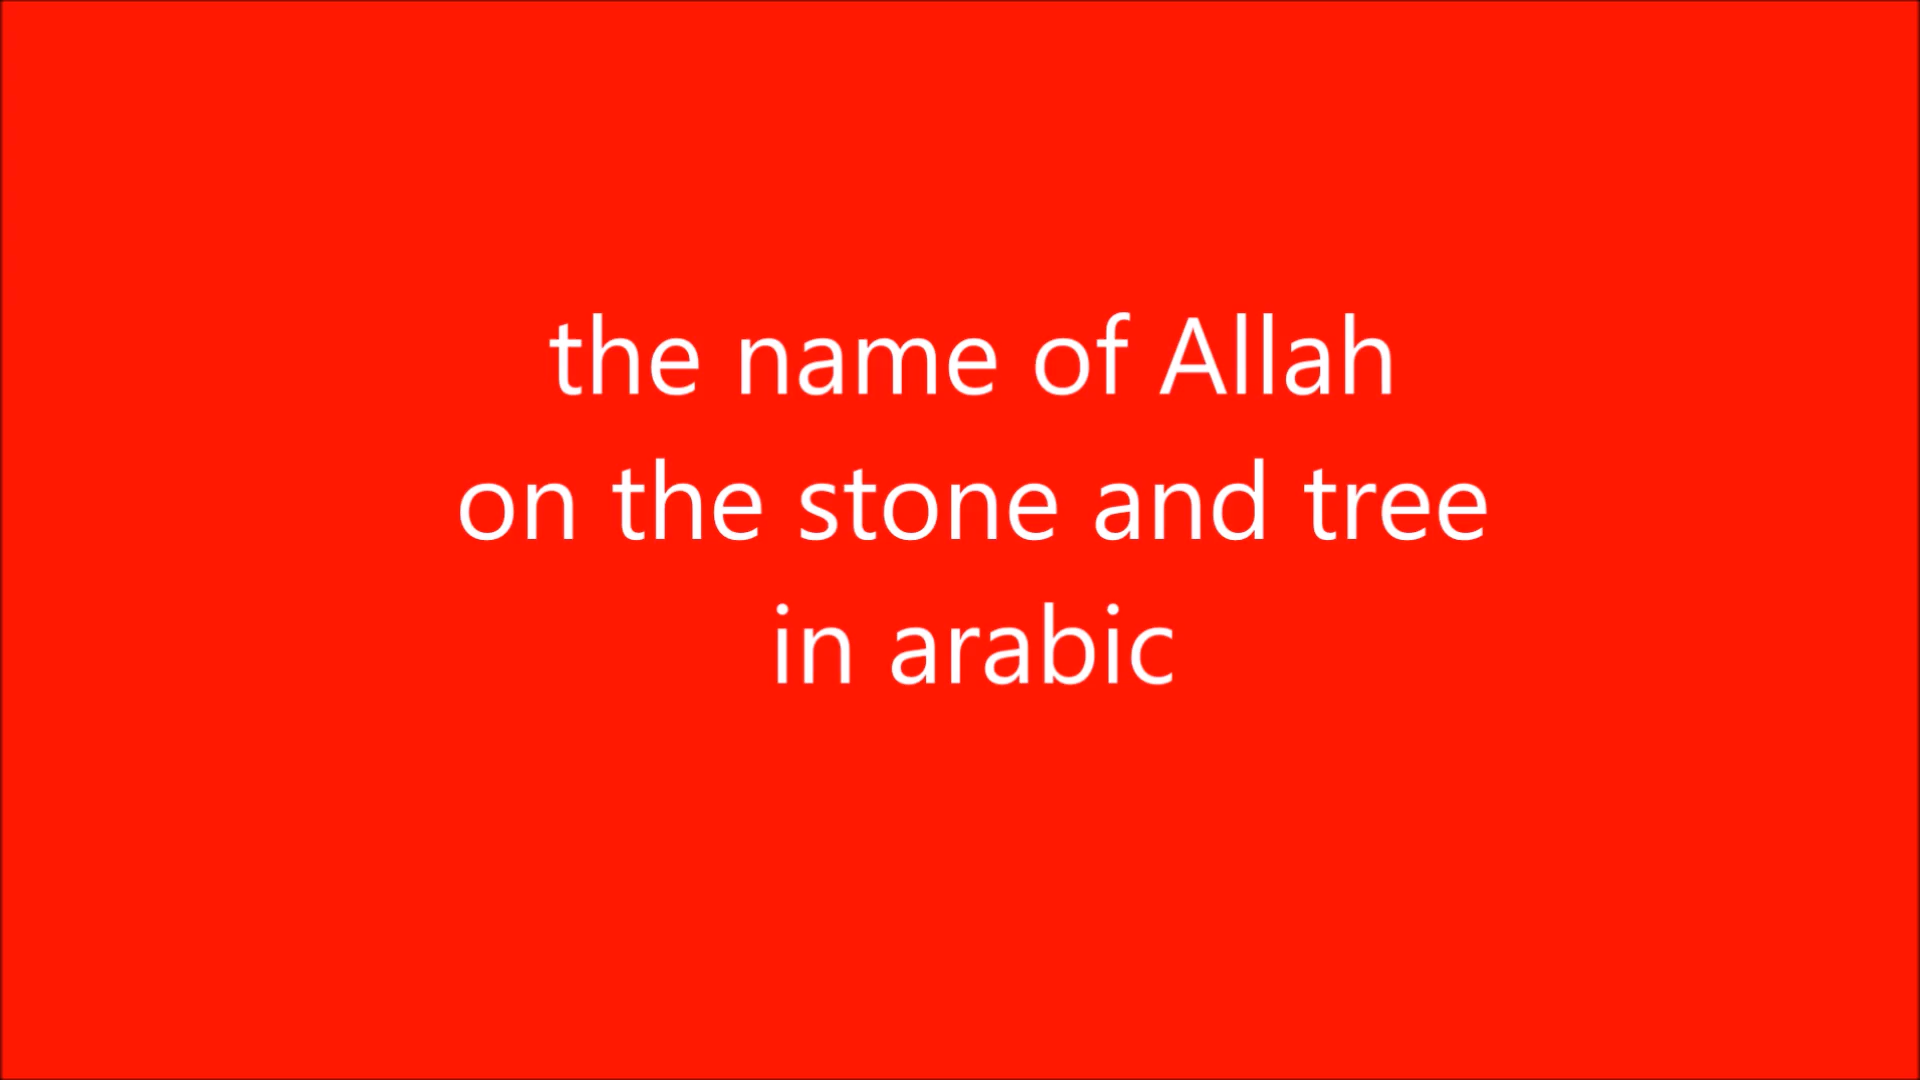 the name of Allah
on the stone and tree
in arabic